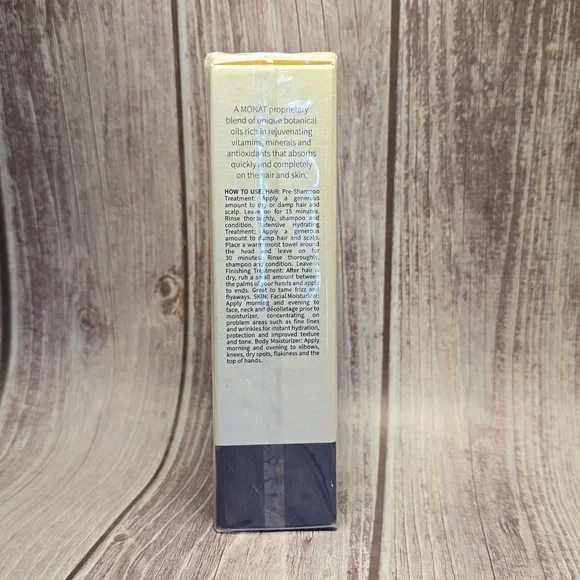 A MONAT proprietary
blend of unique botanical
oils rich in rejuvenating
vitamins, minerals and
antioxidants that absorbs
quickly and completely
on the hair and skin.
HOW TO USE: HAIR: Pre-Shampoo
Treatment: Apply a generous
amount to dry or damp hair and
scalp. Leave on for 15 minutes.
Rinse thoroughly, shampoo and
condition. Intensive Hydrating
Treatment: Apply a generous
amount to damp hair and scalp.
Place a warm moist towel around
the head and leave on for
30 minutes. Rinse thoroughly,
shampoo and condition. Leave-in
Finishing Treatment: After hair is
dry, rub a small amount between
the palms of your hands and apply
to ends. Great to tame frizz and
flyaways. SKIN: Facial Moisturizer:
Apply morning and evening to
face, neck and décolletage prior to
moisturizer, concentrating on
problem areas such as fine lines
and wrinkles for instant hydration,
protection and improved texture
and tone. Body Moisturizer: Apply
morning and evening to elbows,
knees, dry spots, flakiness and the
top of hands.